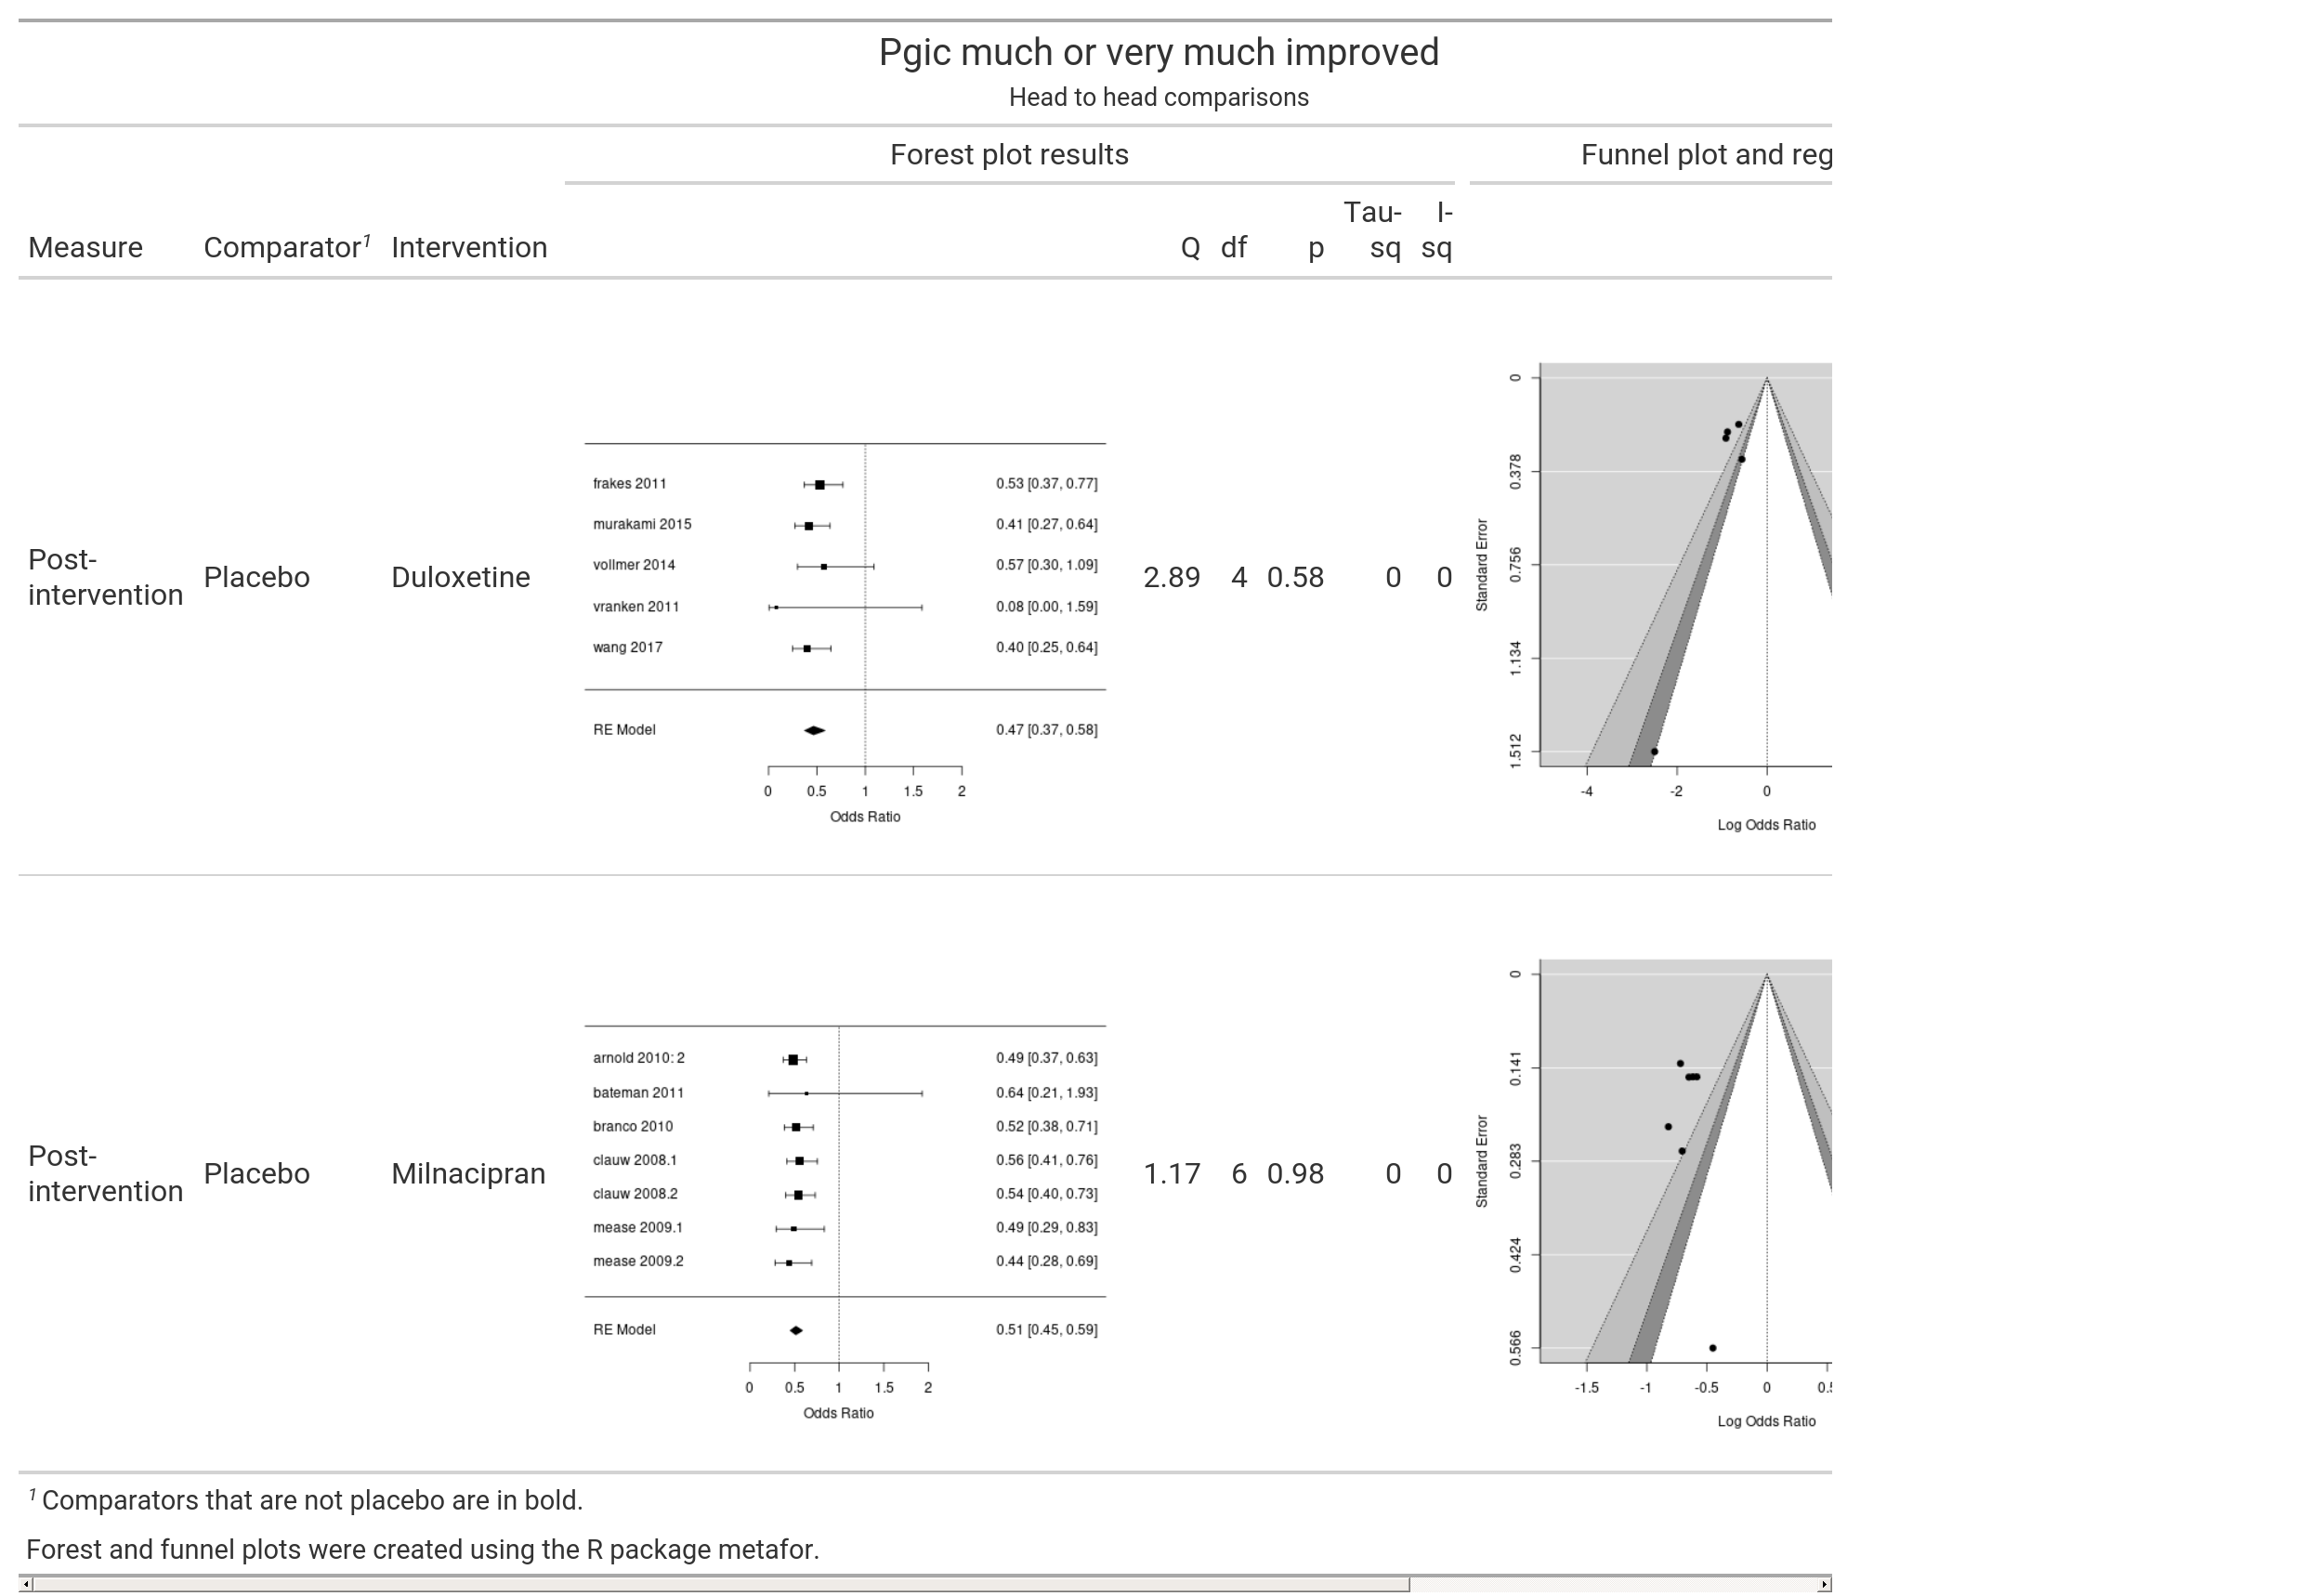 Pgic much or very much improved
Head to head comparisons
Forest plot results
Funnel plot and reg
Measure Comparator1 Intervention Q df p Tau-sq I-sq
Post-intervention Placebo Duloxetine 2.89 4 0.58 0 0
frakes 2011 0.53 [0.37, 0.77]
murakami 2015 0.41 [0.27, 0.64]
vollmer 2014 0.57 [0.30, 1.09]
vranken 2011 0.08 [0.00, 1.59]
wang 2017 0.40 [0.25, 0.64]
RE Model 0.47 [0.37, 0.58]
0 0.5 1 1.5 2
Odds Ratio
Standard Error
0 0.378 0.756 1.134 1.512
-4 -2 0
Log Odds Ratio
Post-intervention Placebo Milnacipran 1.17 6 0.98 0 0
arnold 2010: 2 0.49 [0.37, 0.63]
bateman 2011 0.64 [0.21, 1.93]
branco 2010 0.52 [0.38, 0.71]
clauw 2008.1 0.56 [0.41, 0.76]
clauw 2008.2 0.54 [0.40, 0.73]
mease 2009.1 0.49 [0.29, 0.83]
mease 2009.2 0.44 [0.28, 0.69]
RE Model 0.51 [0.45, 0.59]
0 0.5 1 1.5 2
Odds Ratio
Standard Error
0 0.141 0.283 0.424 0.566
-1.5 -1 -0.5 0
Log Odds Ratio
1 Comparators that are not placebo are in bold.
Forest and funnel plots were created using the R package metafor.